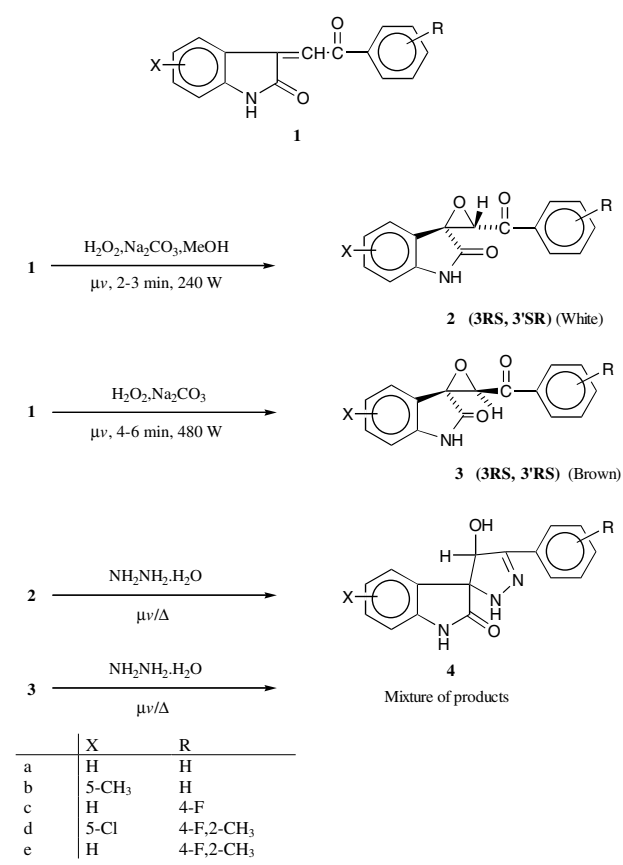 O
R
X
CH
C
N
H
O
1
O
H
O
R
C
X
O
NH
1
H₂O₂,Na₂CO₃,MeOH
μν, 2-3 min, 240 W
2 (3RS, 3'SR) (White)
O
O
R
C
X
O
H
NH
1
H₂O₂,Na₂CO₃
μν, 4-6 min, 480 W
3 (3RS, 3'RS) (Brown)
OH
R
H
X
N
N
H
N
H
O
2
NH₂NH₂.H₂O
μν/Δ
4
Mixture of products
3
NH₂NH₂.H₂O
μν/Δ
X R
a H H
b 5-CH₃ H
c H 4-F
d 5-Cl 4-F,2-CH₃
e H 4-F,2-CH₃